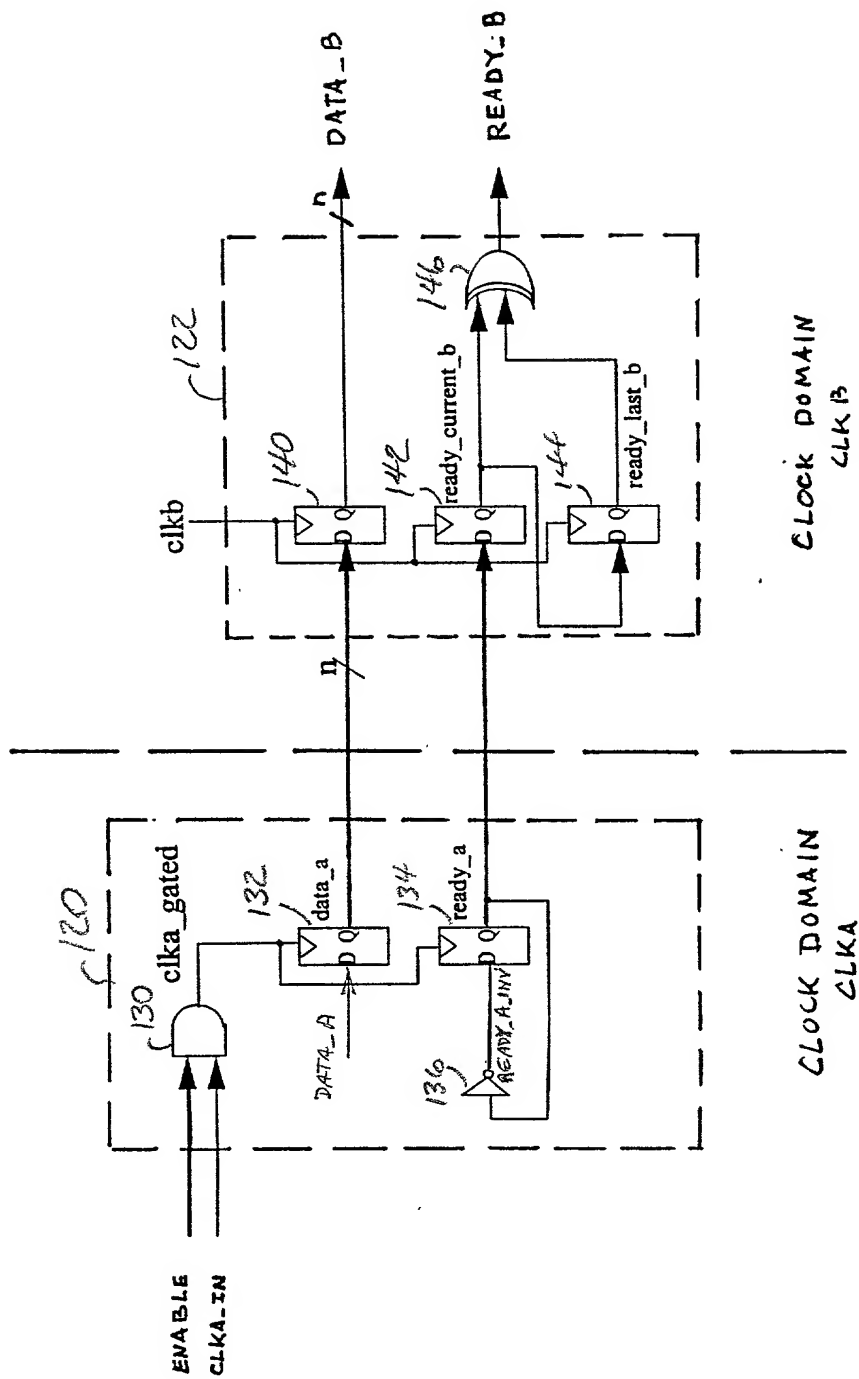 ENABLE
CLKA_IN
120
130
clka_gated
132
data_a
D Q
DATA_A
134
ready_a
D Q
136
READY_A_INV
CLOCK DOMAIN
CLKA
122
clkb
140
D Q
n
n
DATA_B
142
ready_current_b
D Q
144
D Q
ready_last_b
146
READY_B
CLOCK DOMAIN
CLKB